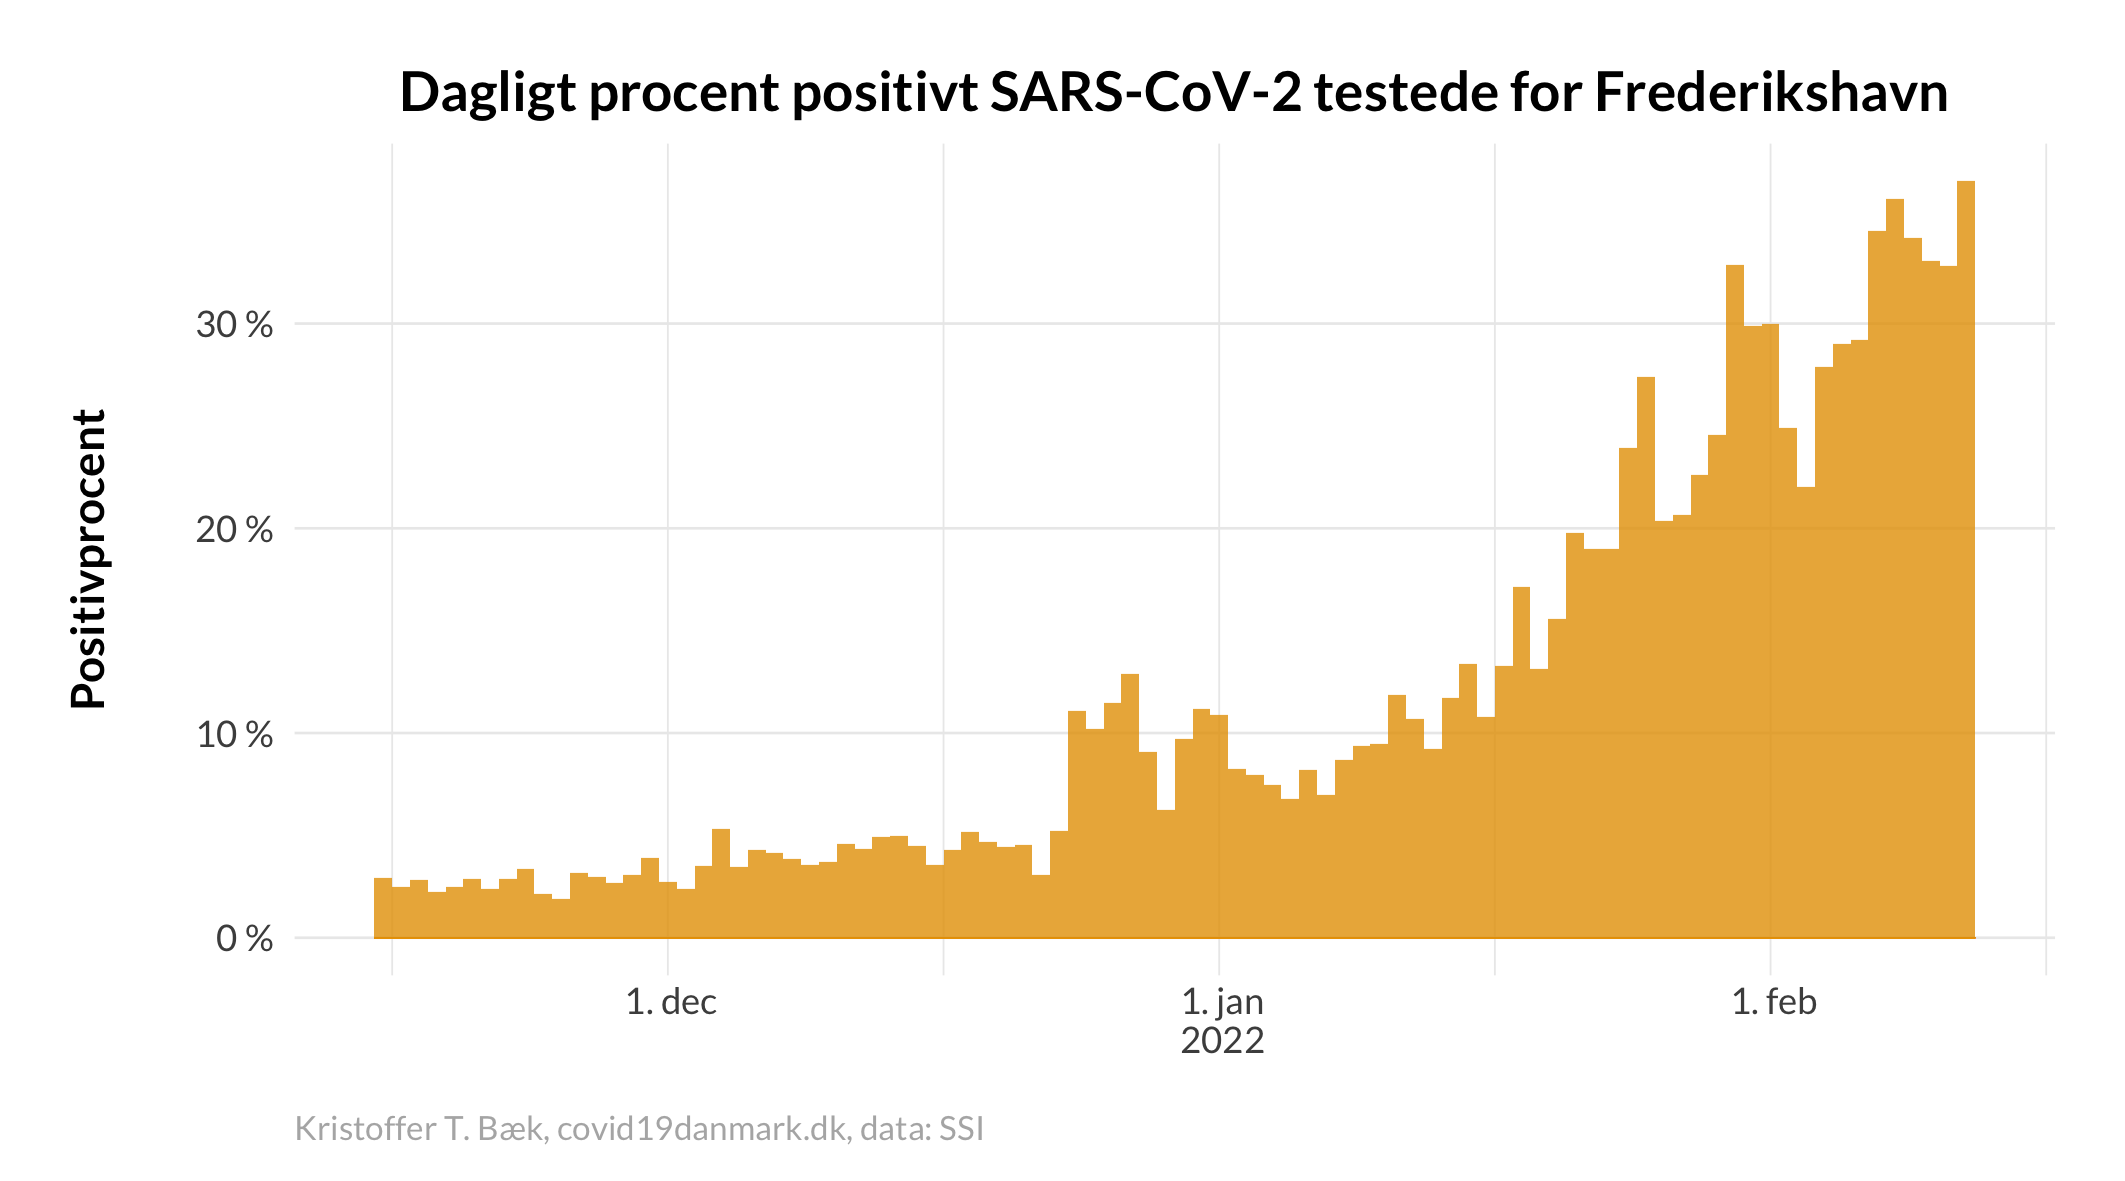 Dagligt procent positivt SARS-CoV-2 testede for Frederikshavn
Positivprocent
30 %
20 %
10 %
0 %
1. dec
1. jan
2022
1. feb
Kristoffer T. Bæk, covid19danmark.dk, data: SSI